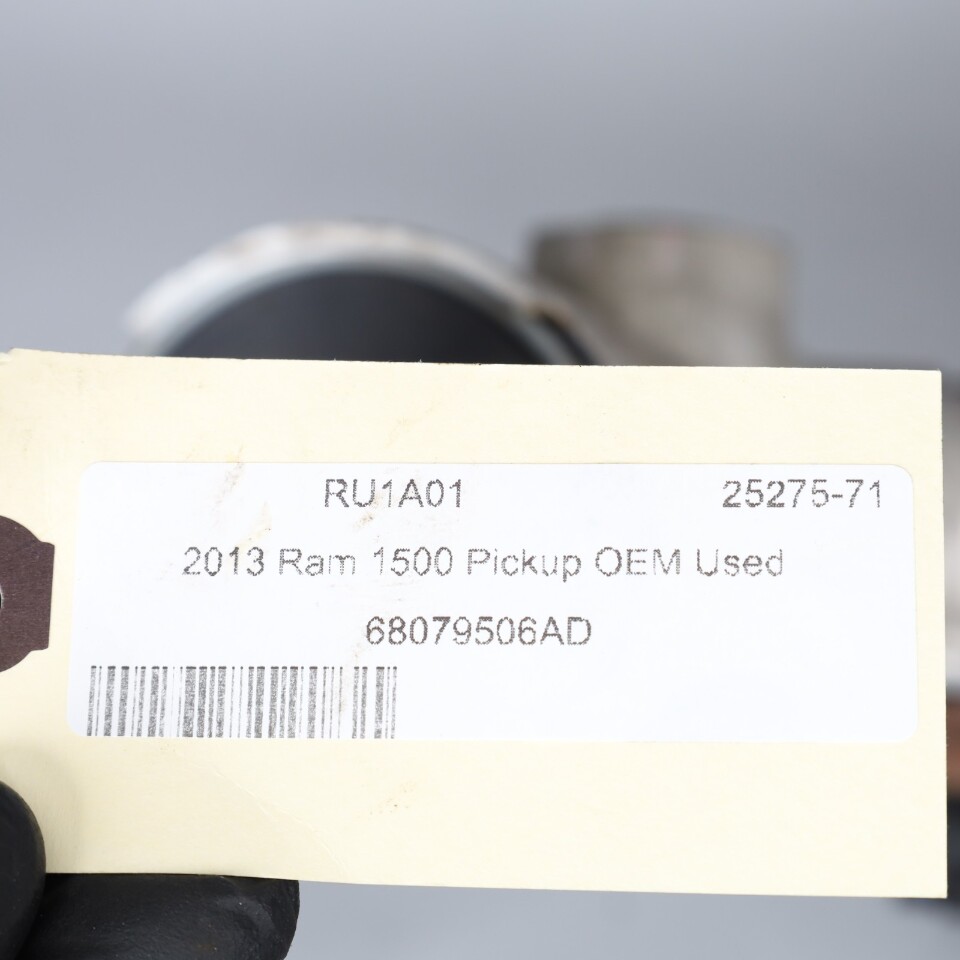 RU1A01 25275-71
2013 Ram 1500 Pickup OEM Used
68079506AD